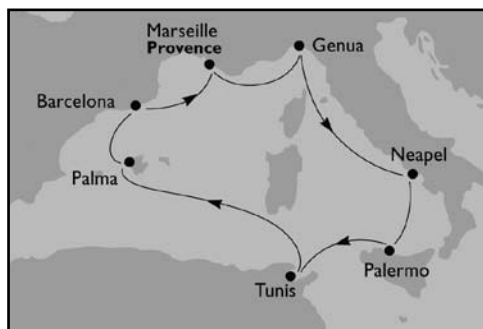 Marseille
Provence
Genua
Barcelona
Neapel
Palma
Palermo
Tunis